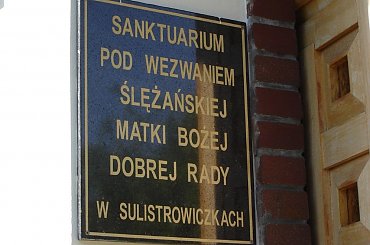 SANKTUARIUM
POD WEZWANIEM
ŚLĘŻAŃSKIEJ
MATKI BOŻEJ
DOBREJ RADY
W SULISTROWICZKACH